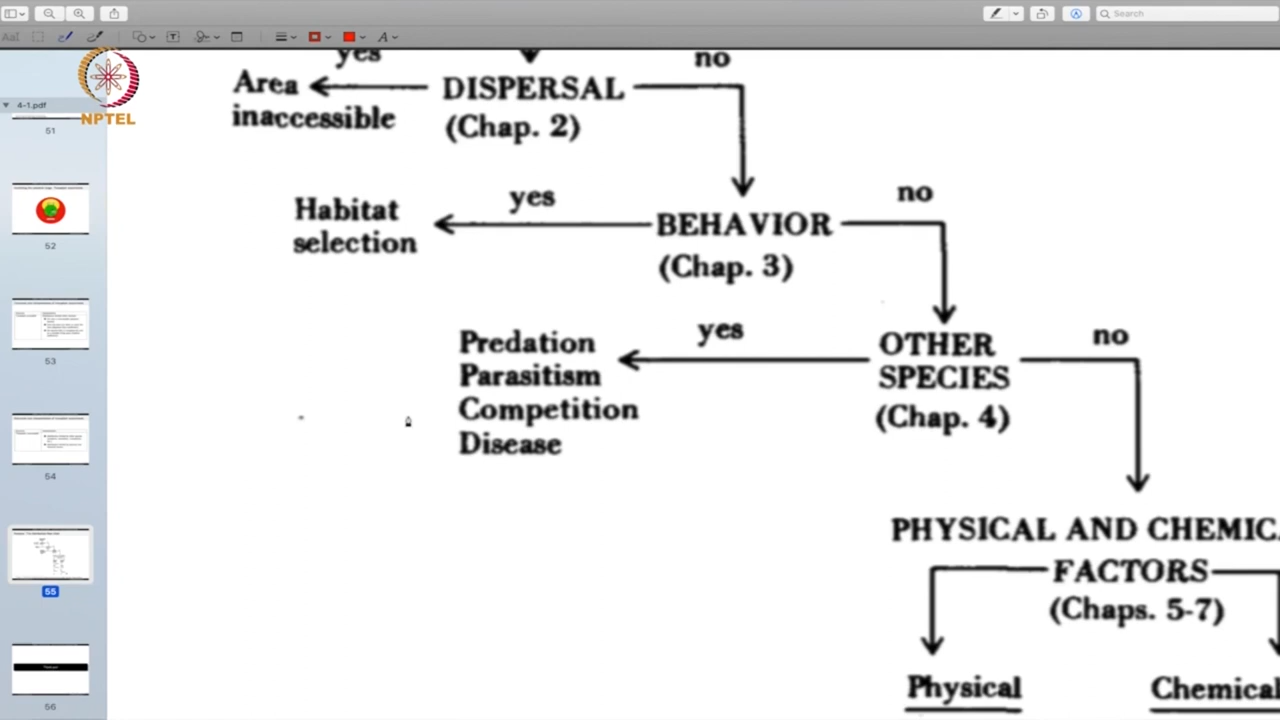 Search
AaI
T
A
NPTEL
4-1.pdf
51
52
53
54
55
56
yes
no
Area
inaccessible
DISPERSAL
(Chap. 2)
Habitat
selection
yes
BEHAVIOR
(Chap. 3)
no
Predation
Parasitism
Competition
Disease
yes
OTHER
SPECIES
(Chap. 4)
no
PHYSICAL AND CHEMICA
FACTORS
(Chaps. 5-7)
Physical
Chemical